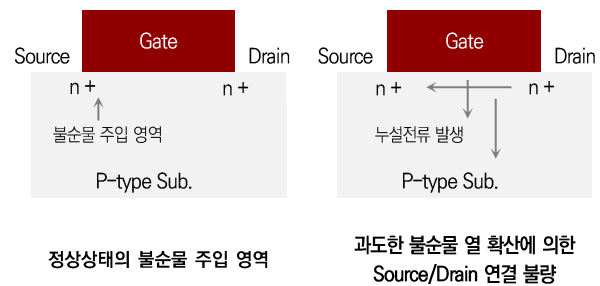 Gate
Source
Drain
n +
n +
불순물 주입 영역
P-type Sub.
정상상태의 불순물 주입 영역
Gate
Source
Drain
n +
n +
누설전류 발생
P-type Sub.
과도한 불순물 열 확산에 의한
Source/Drain 연결 불량